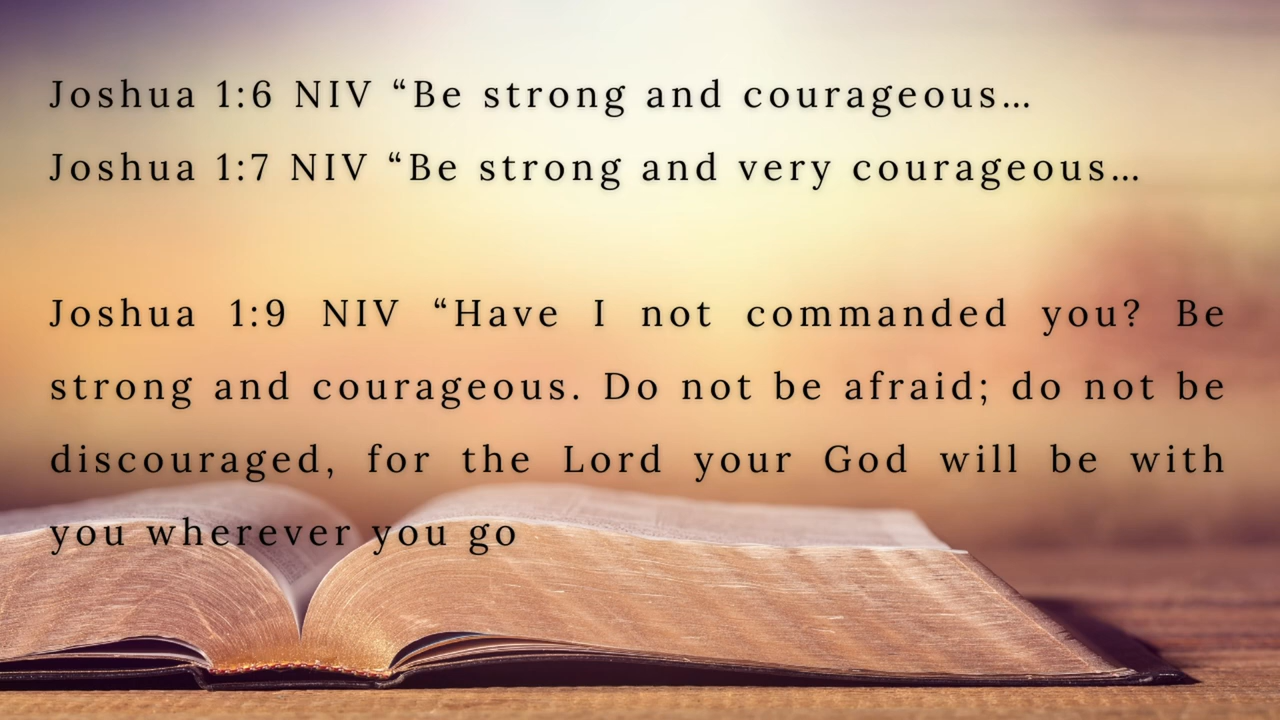 Joshua 1:6 NIV “Be strong and courageous…
Joshua 1:7 NIV “Be strong and very courageous…
Joshua 1:9 NIV “Have I not commanded you? Be
strong and courageous. Do not be afraid; do not be
discouraged, for the Lord your God will be with
you wherever you go